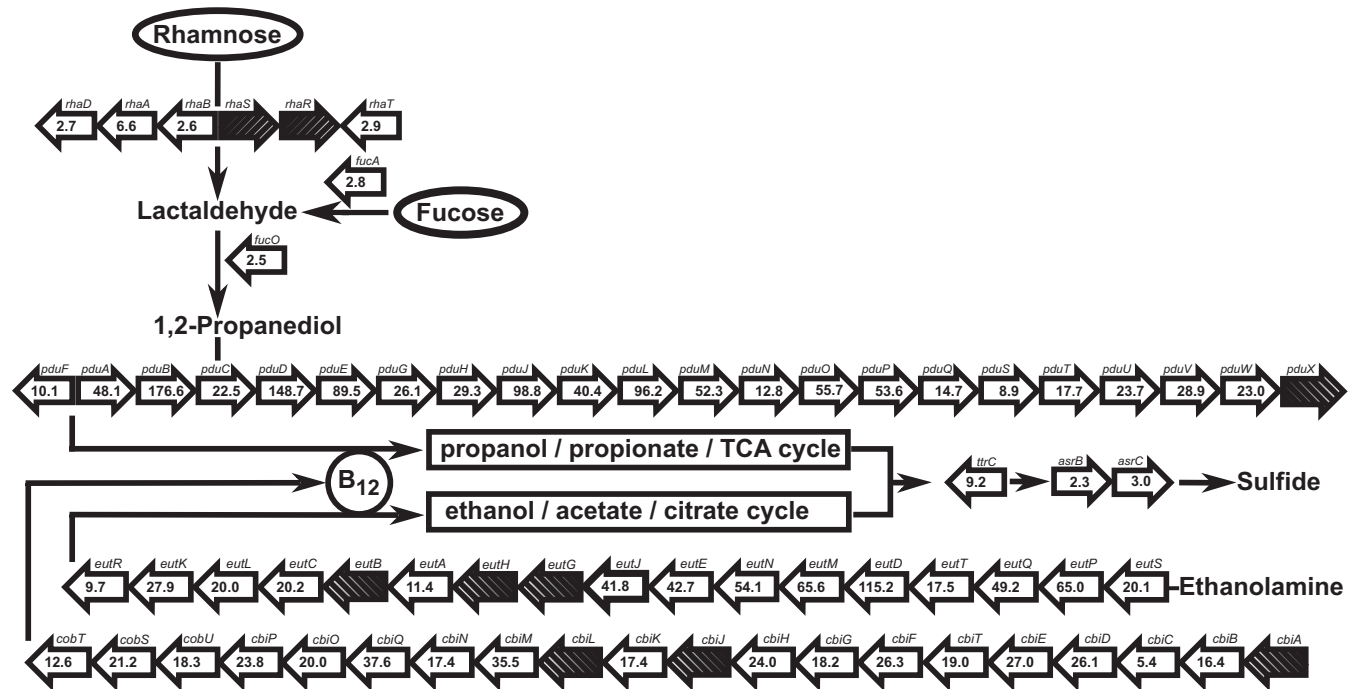 Rhamnose
rhaD rhaA rhaB rhaS rhaR rhaT
2.7 6.6 2.6 2.9
fucA
2.8
Lactaldehyde Fucose
fucO
2.5
1,2-Propanediol
pduF pduA pduB pduC pduD pduE pduG pduH pduJ pduK pduL pduM pduN pduO pduP pduQ pduS pduT pduU pduV pduW pduX
10.1 48.1 176.6 22.5 148.7 89.5 26.1 29.3 98.8 40.4 96.2 52.3 12.8 55.7 53.6 14.7 8.9 17.7 23.7 28.9 23.0
propanol / propionate / TCA cycle
ttrC asrB asrC
B12 9.2 2.3 3.0 Sulfide
ethanol / acetate / citrate cycle
eutR eutK eutL eutC eutB eutA eutH eutG eutJ eutE eutN eutM eutD eutT eutQ eutP eutS
9.7 27.9 20.0 20.2 11.4 41.8 42.7 54.1 65.6 115.2 17.5 49.2 65.0 20.1 Ethanolamine
cobT cobS cobU cbiP cbiO cbiQ cbiN cbiM cbiL cbiK cbiJ cbiH cbiG cbiF cbiT cbiE cbiD cbiC cbiB cbiA
12.6 21.2 18.3 23.8 20.0 37.6 17.4 35.5 17.4 24.0 18.2 26.3 19.0 27.0 26.1 5.4 16.4